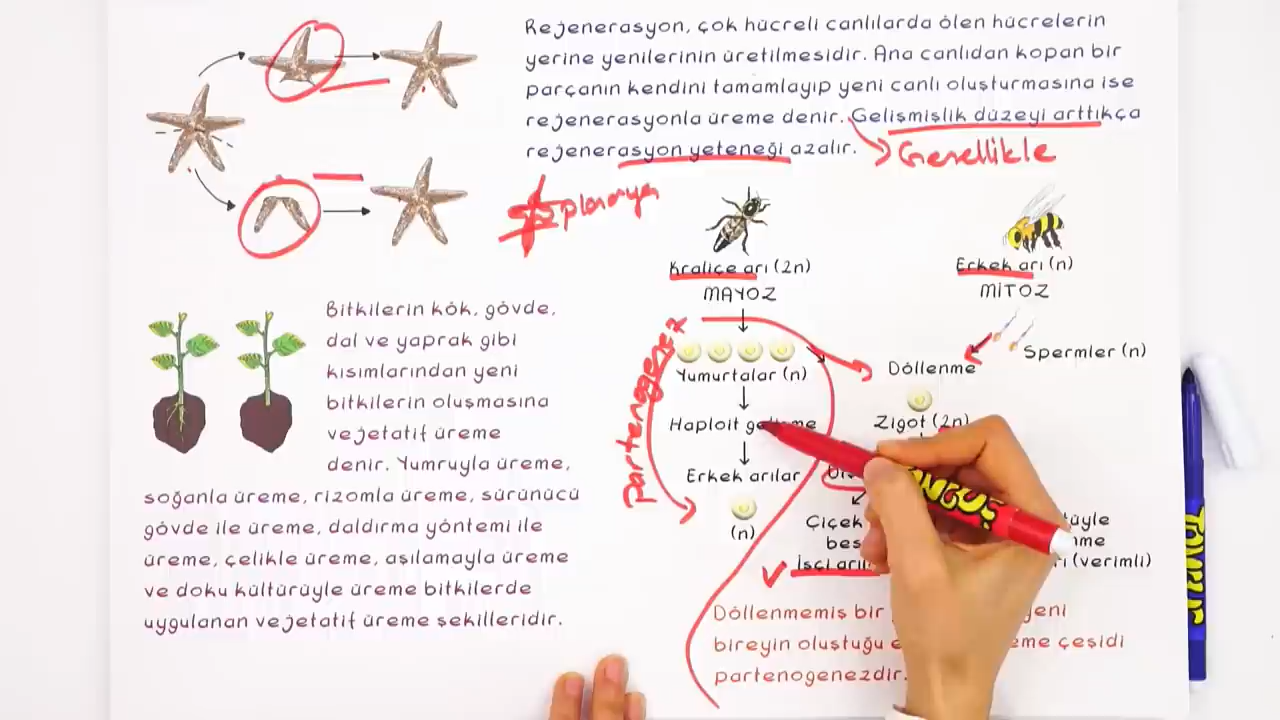 Rejenerasyon, çok hücreli canlılarda ölen hücrelerin
yerine yenilerinin üretilmesidir. Ana canlıdan kopan bir
parçanın kendini tamamlayıp yeni canlı oluşturmasına ise
rejenerasyonla üreme denir. Gelişmişlik düzeyi arttıkça
rejenerasyon yeteneği azalır.
Genellikle
planarya
Bitkilerin kök, gövde,
dal ve yaprak gibi
kısımlarından yeni
bitkilerin oluşmasına
vejetatif üreme
denir. Yumruyla üreme,
soğanla üreme, rizomla üreme, sürünücü
gövde ile üreme, daldırma yöntemi ile
üreme, çelikle üreme, aşılamayla üreme
ve doku kültürüyle üreme bitkilerde
uygulanan vejetatif üreme şekilleridir.
Kraliçe arı (2n)
MAYOZ
Yumurtalar (n)
Haploit
Erkek arılar
(n)
partenogenez
Erkek arı (n)
MİTOZ
Spermler (n)
Döllenme
Zigot (2n)
Çiçek
İşçi
(verimli)
Döllenmemiş bir
bireyin oluştuğu çeşidi
partenogenezdir.